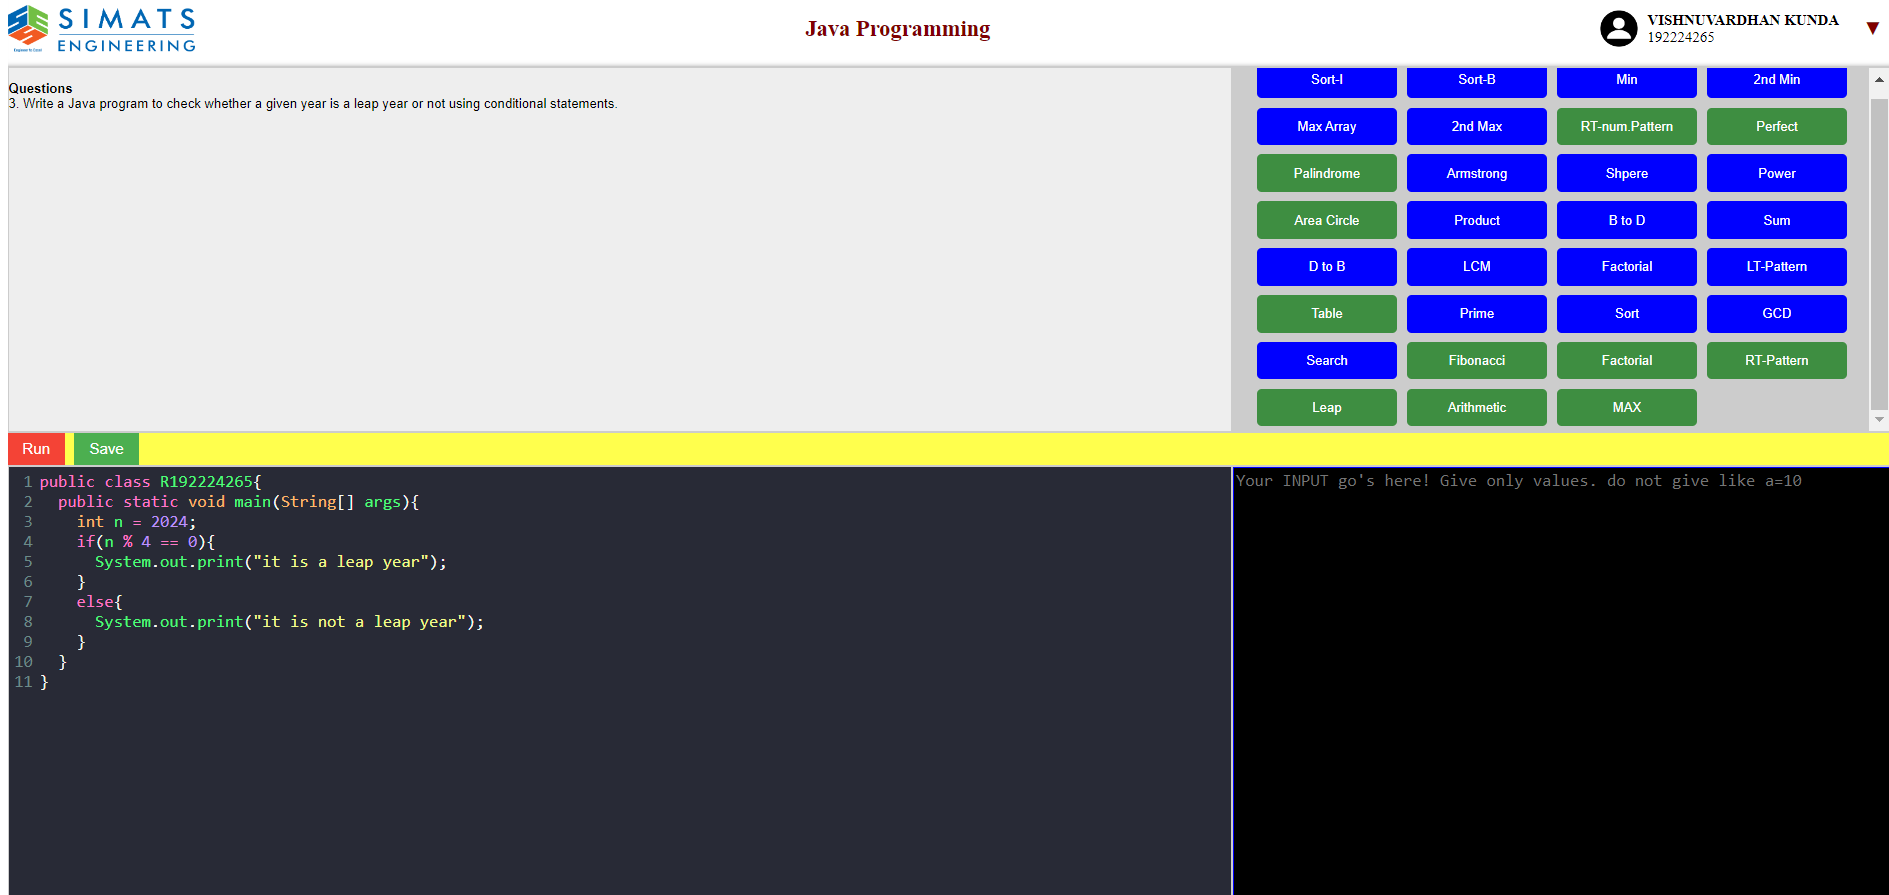 SIMATS
ENGINEERING
Engineer to Excel
Java Programming
VISHNUVARDHAN KUNDA
192224265
▼
Questions
3. Write a Java program to check whether a given year is a leap year or not using conditional statements.
Sort-I Sort-B Min 2nd Min
Max Array 2nd Max RT-num.Pattern Perfect
Palindrome Armstrong Shpere Power
Area Circle Product B to D Sum
D to B LCM Factorial LT-Pattern
Table Prime Sort GCD
Search Fibonacci Factorial RT-Pattern
Leap Arithmetic MAX
Run Save
1 public class R192224265{
2 public static void main(String[] args){
3 int n = 2024;
4 if(n % 4 == 0){
5 System.out.print("it is a leap year");
6 }
7 else{
8 System.out.print("it is not a leap year");
9 }
10 }
11 }
Your INPUT go's here! Give only values. do not give like a=10